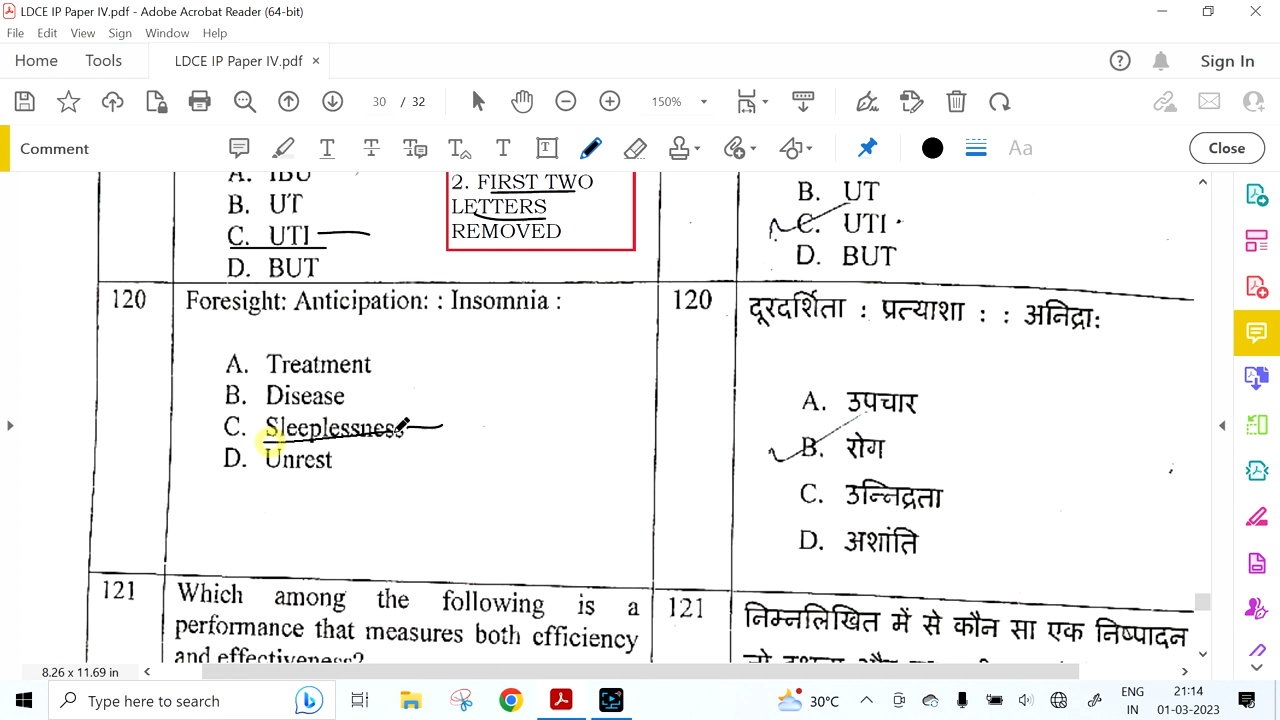 LDCE IP Paper IV.pdf - Adobe Acrobat Reader (64-bit)
File Edit View Sign Window Help
Home Tools LDCE IP Paper IV.pdf × Sign In
30 / 32 150%
Comment Aa Close
A. IBU
B. UT
C. UTI
D. BUT
2. FIRST TWO
LETTERS
REMOVED
B. UT
C. UTI
D. BUT
120 Foresight: Anticipation: : Insomnia :
A. Treatment
B. Disease
C. Sleeplessness
D. Unrest
120 दूरदर्शिता : प्रत्याशा : : अनिद्रा:
A. उपचार
B. रोग
C. उन्निद्रता
D. अशांति
121 Which among the following is a
performance that measures both efficiency
and effectiveness?
121 निम्नलिखित में से कौन सा एक निष्पादन
8.26 x 11.69 in
Type here to search
30°C
ENG
IN
21:14
01-03-2023